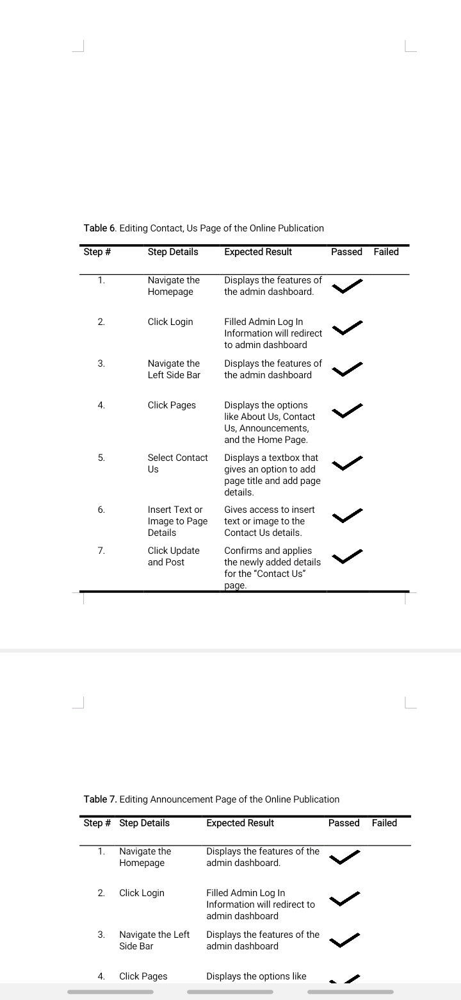 Table 6. Editing Contact, Us Page of the Online Publication
Step # Step Details Expected Result Passed Failed
1. Navigate the Displays the features of
Homepage the admin dashboard.
2. Click Login Filled Admin Log In
Information will redirect
to admin dashboard
3. Navigate the Displays the features of
Left Side Bar the admin dashboard
4. Click Pages Displays the options
like About Us, Contact
Us, Announcements,
and the Home Page.
5. Select Contact Displays a textbox that
Us gives an option to add
page title and add page
details.
6. Insert Text or Gives access to insert
Image to Page text or image to the
Details Contact Us details.
7. Click Update Confirms and applies
and Post the newly added details
for the “Contact Us”
page.
Table 7. Editing Announcement Page of the Online Publication
Step # Step Details Expected Result Passed Failed
1. Navigate the Displays the features of the
Homepage admin dashboard.
2. Click Login Filled Admin Log In
Information will redirect to
admin dashboard
3. Navigate the Left Displays the features of the
Side Bar admin dashboard
4. Click Pages Displays the options like